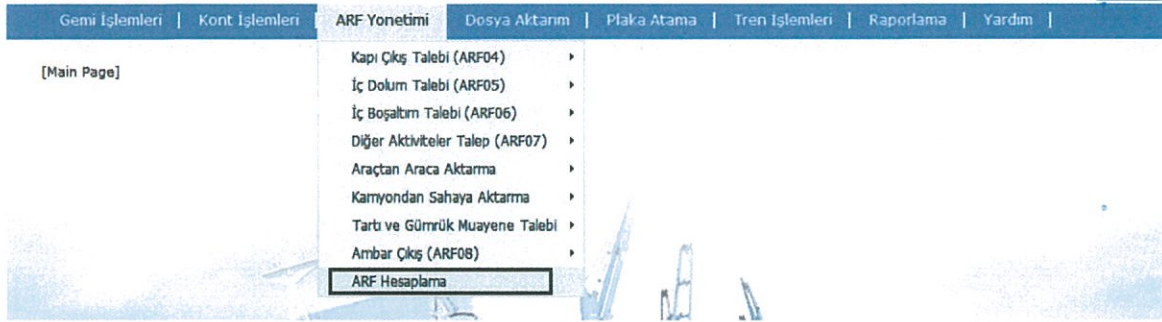 Gemi İşlemleri | Kont İşlemleri | ARF Yonetimi | Dosya Aktarım | Plaka Atama | Tren İşlemleri | Raporlama | Yardım |
[Main Page]
Kapı Çıkış Talebi (ARF04)
İç Dolum Talebi (ARF05)
İç Boşaltım Talebi (ARF06)
Diğer Aktiviteler Talep (ARF07)
Araçtan Araca Aktarma
Kamyondan Sahaya Aktarma
Tartı ve Gümrük Muayene Talebi
Ambar Çıkış (ARF08)
ARF Hesaplama